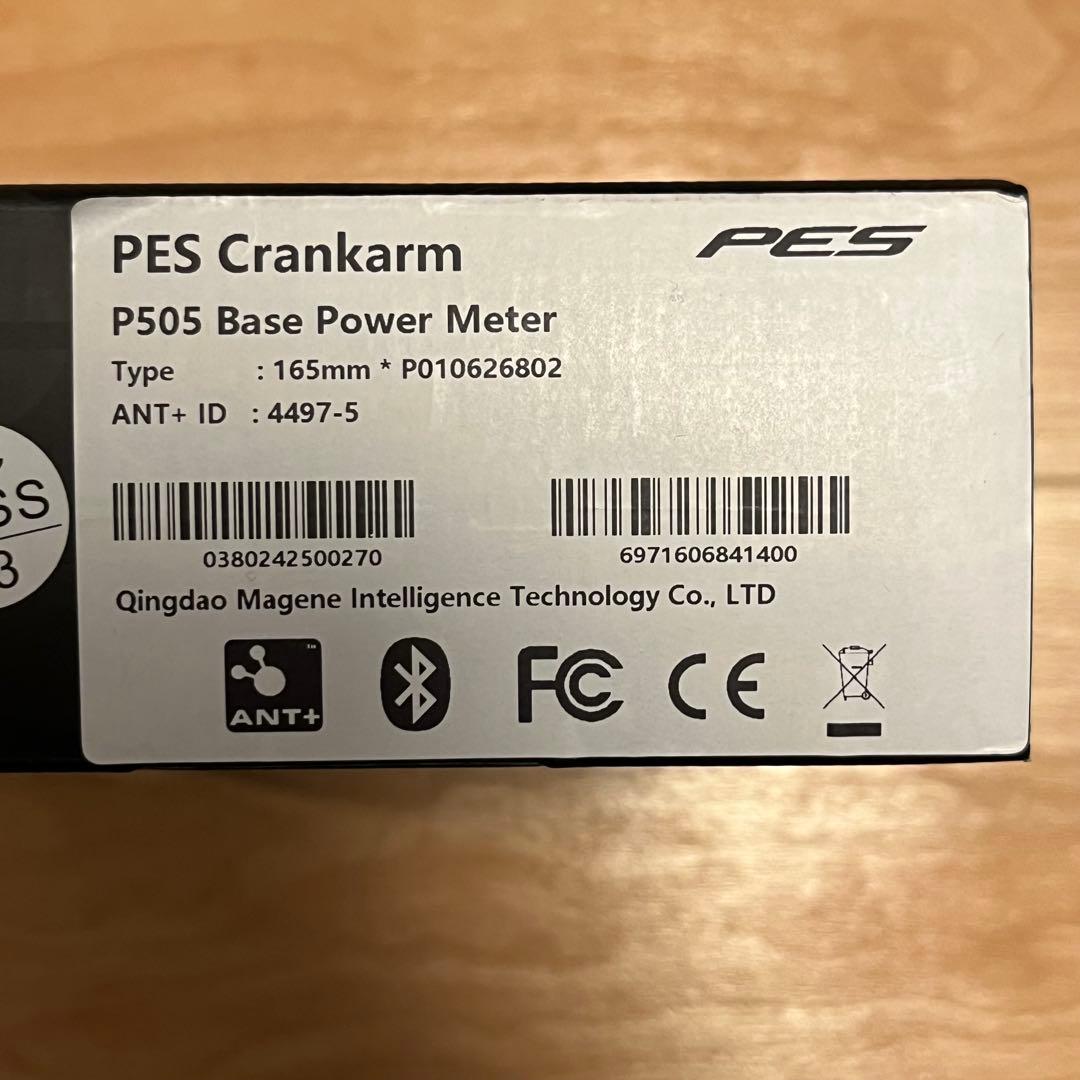 PES Crankarm
PES
P505 Base Power Meter
Type : 165mm * P010626802
ANT+ ID : 4497-5
0380242500270
6971606841400
Qingdao Magene Intelligence Technology Co., LTD
ANT+
FC
CE
3